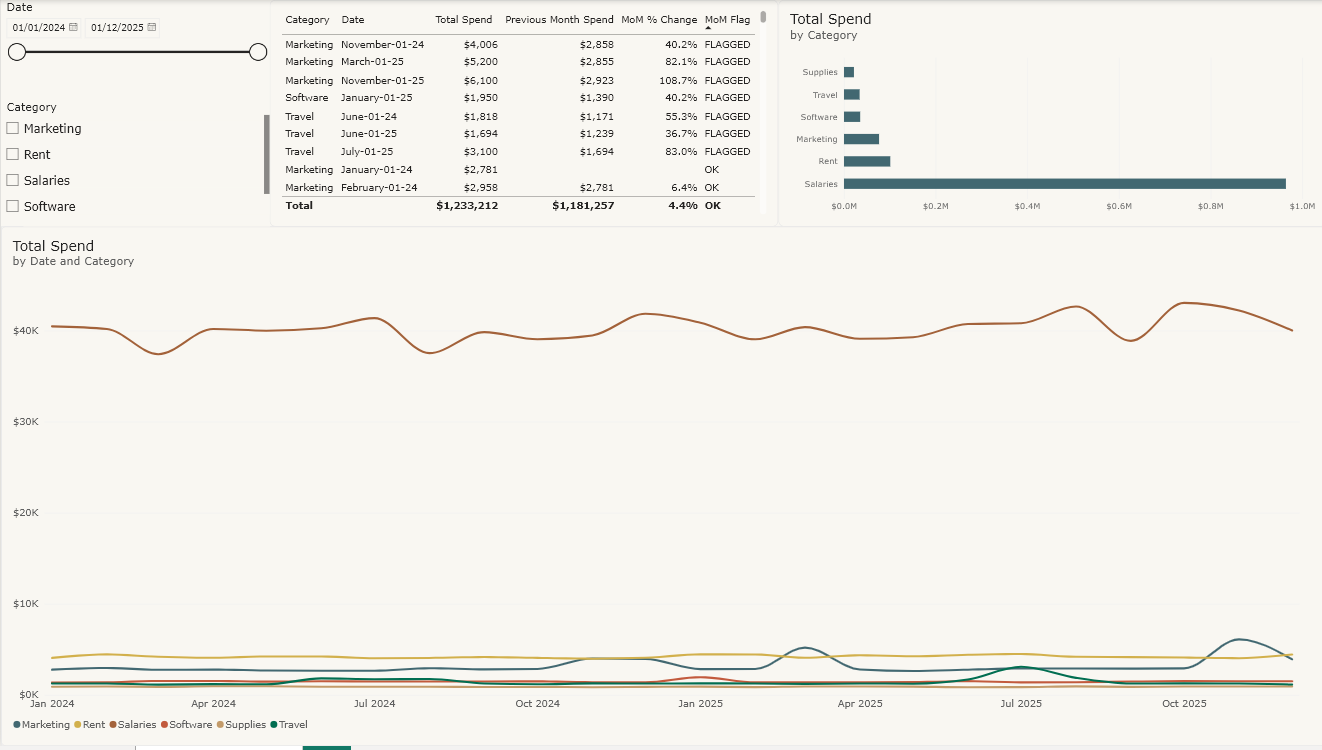 Date
01/01/2024 01/12/2025
Category
Marketing
Rent
Salaries
Software
Category Date Total Spend Previous Month Spend MoM % Change MoM Flag
Marketing November-01-24 $4,006 $2,858 40.2% FLAGGED
Marketing March-01-25 $5,200 $2,855 82.1% FLAGGED
Marketing November-01-25 $6,100 $2,923 108.7% FLAGGED
Software January-01-25 $1,950 $1,390 40.2% FLAGGED
Travel June-01-24 $1,818 $1,171 55.3% FLAGGED
Travel June-01-25 $1,694 $1,239 36.7% FLAGGED
Travel July-01-25 $3,100 $1,694 83.0% FLAGGED
Marketing January-01-24 $2,781 OK
Marketing February-01-24 $2,958 $2,781 6.4% OK
Total $1,233,212 $1,181,257 4.4% OK
Total Spend
by Category
Supplies
Travel
Software
Marketing
Rent
Salaries
$0.0M $0.2M $0.4M $0.6M $0.8M $1.0M
Total Spend
by Date and Category
$40K
$30K
$20K
$10K
$0K
Jan 2024 Apr 2024 Jul 2024 Oct 2024 Jan 2025 Apr 2025 Jul 2025 Oct 2025
Marketing Rent Salaries Software Supplies Travel